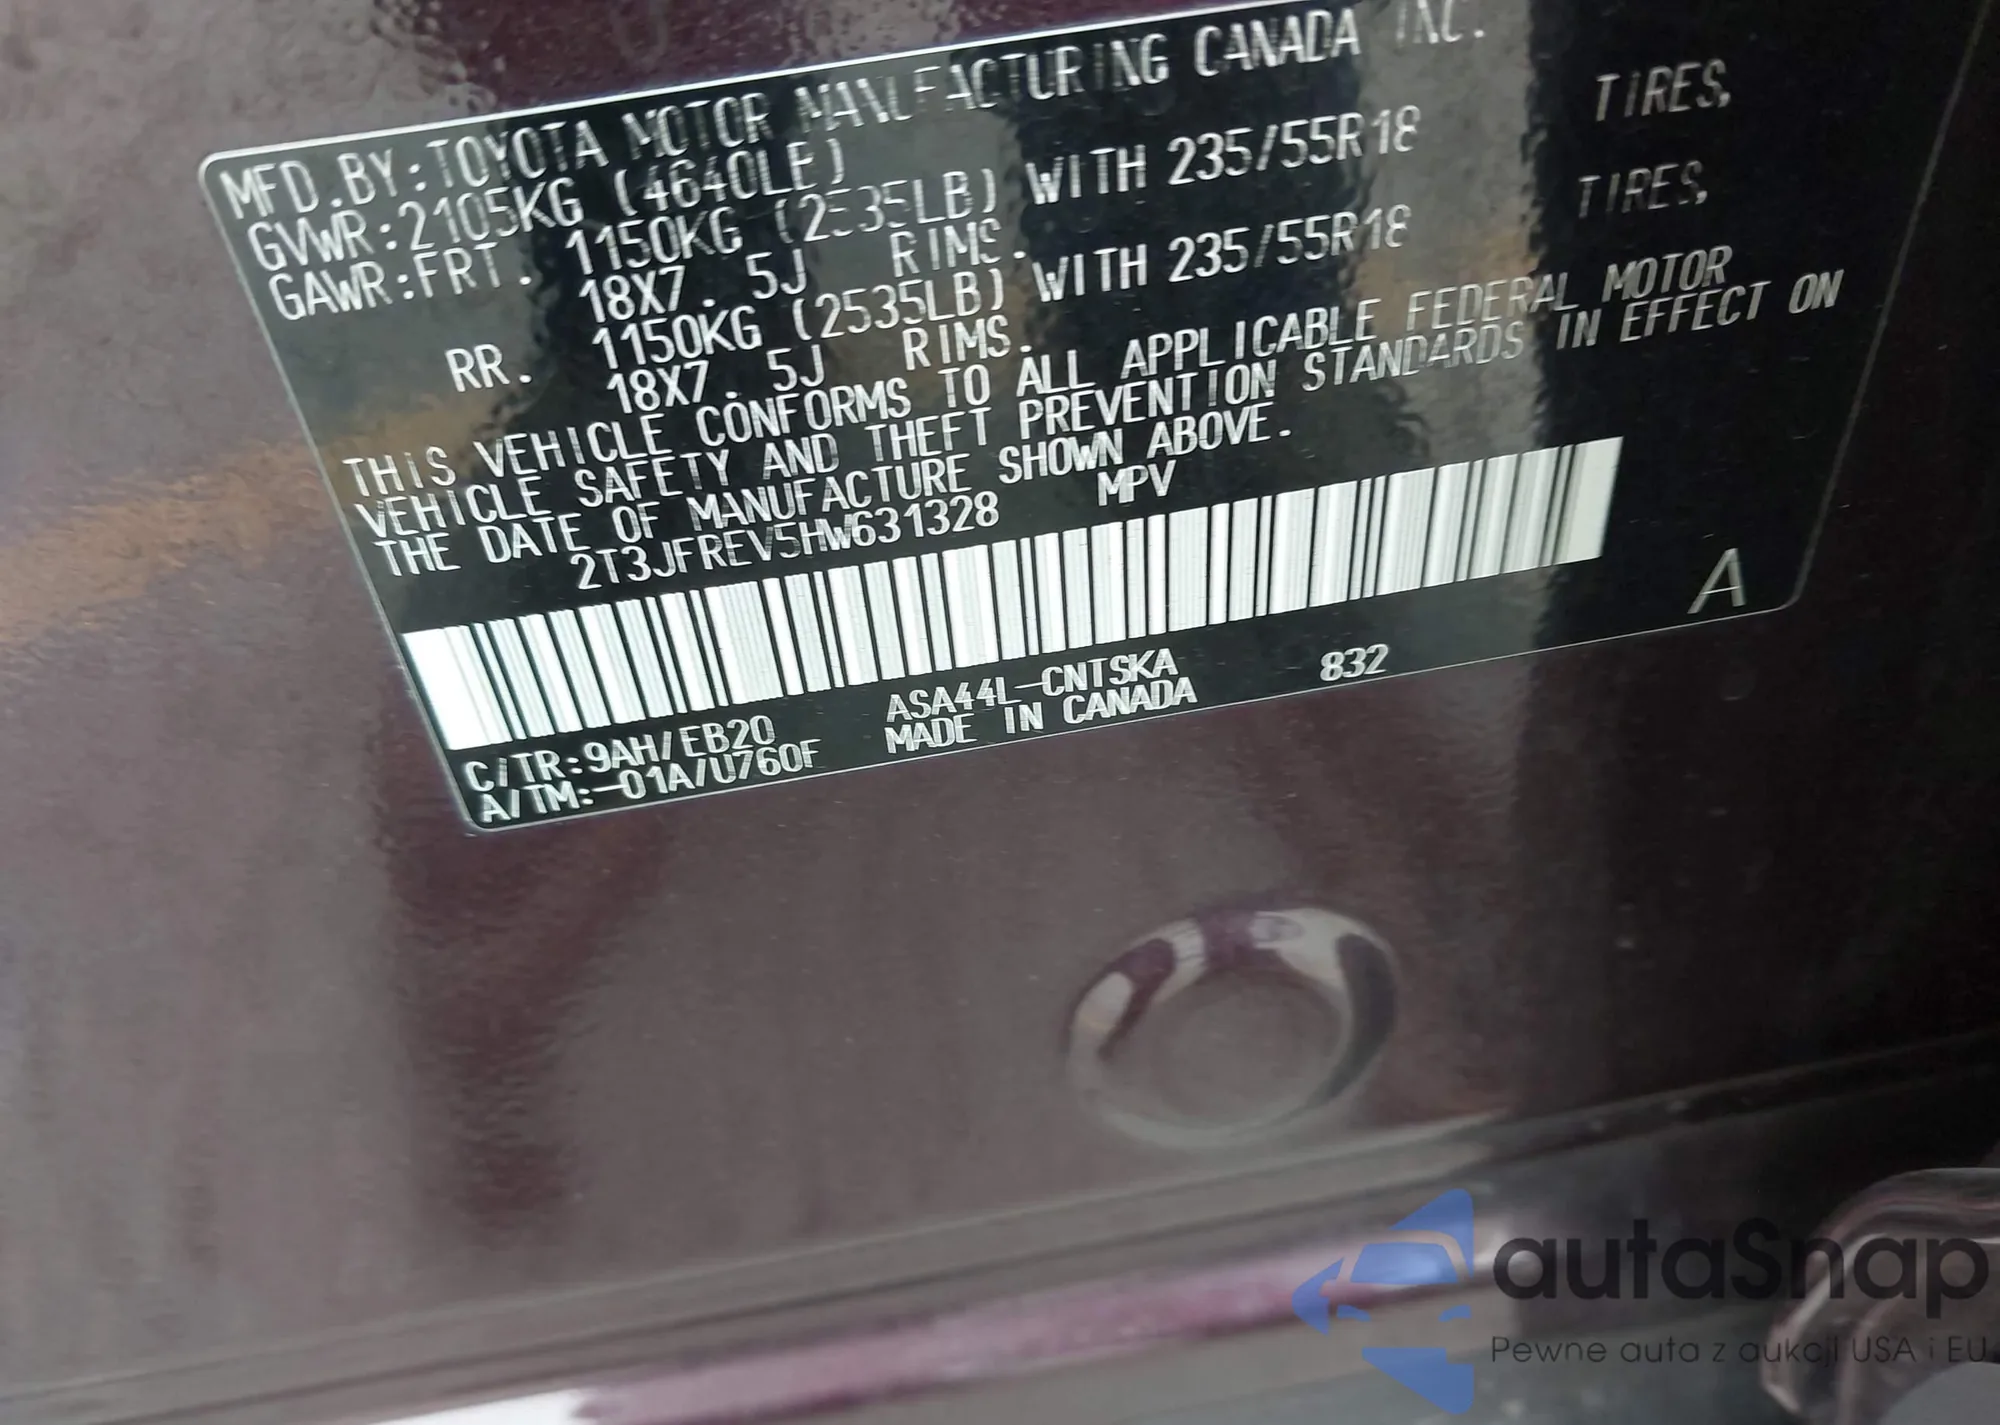 MFD.BY:TOYOTA MOTOR MANUFACTURING CANADA INC.
GVWR:2105KG (4640LB)
GAWR:FRT. 1150KG (2535LB) WITH 235/55R18 TIRES,
18X7.5J RIMS.
RR. 1150KG (2535LB) WITH 235/55R18 TIRES,
18X7.5J RIMS.
THIS VEHICLE CONFORMS TO ALL APPLICABLE FEDERAL MOTOR
VEHICLE SAFETY AND THEFT PREVENTION STANDARDS IN EFFECT ON
THE DATE OF MANUFACTURE SHOWN ABOVE.
2T3JFREV5HW631328 MPV
A
C/TR:9AH/EB20 ASA44L-CNTSKA 832
A/TM:-01A/U760F MADE IN CANADA
autaSnap
Pewne auta z aukcji USA i EU